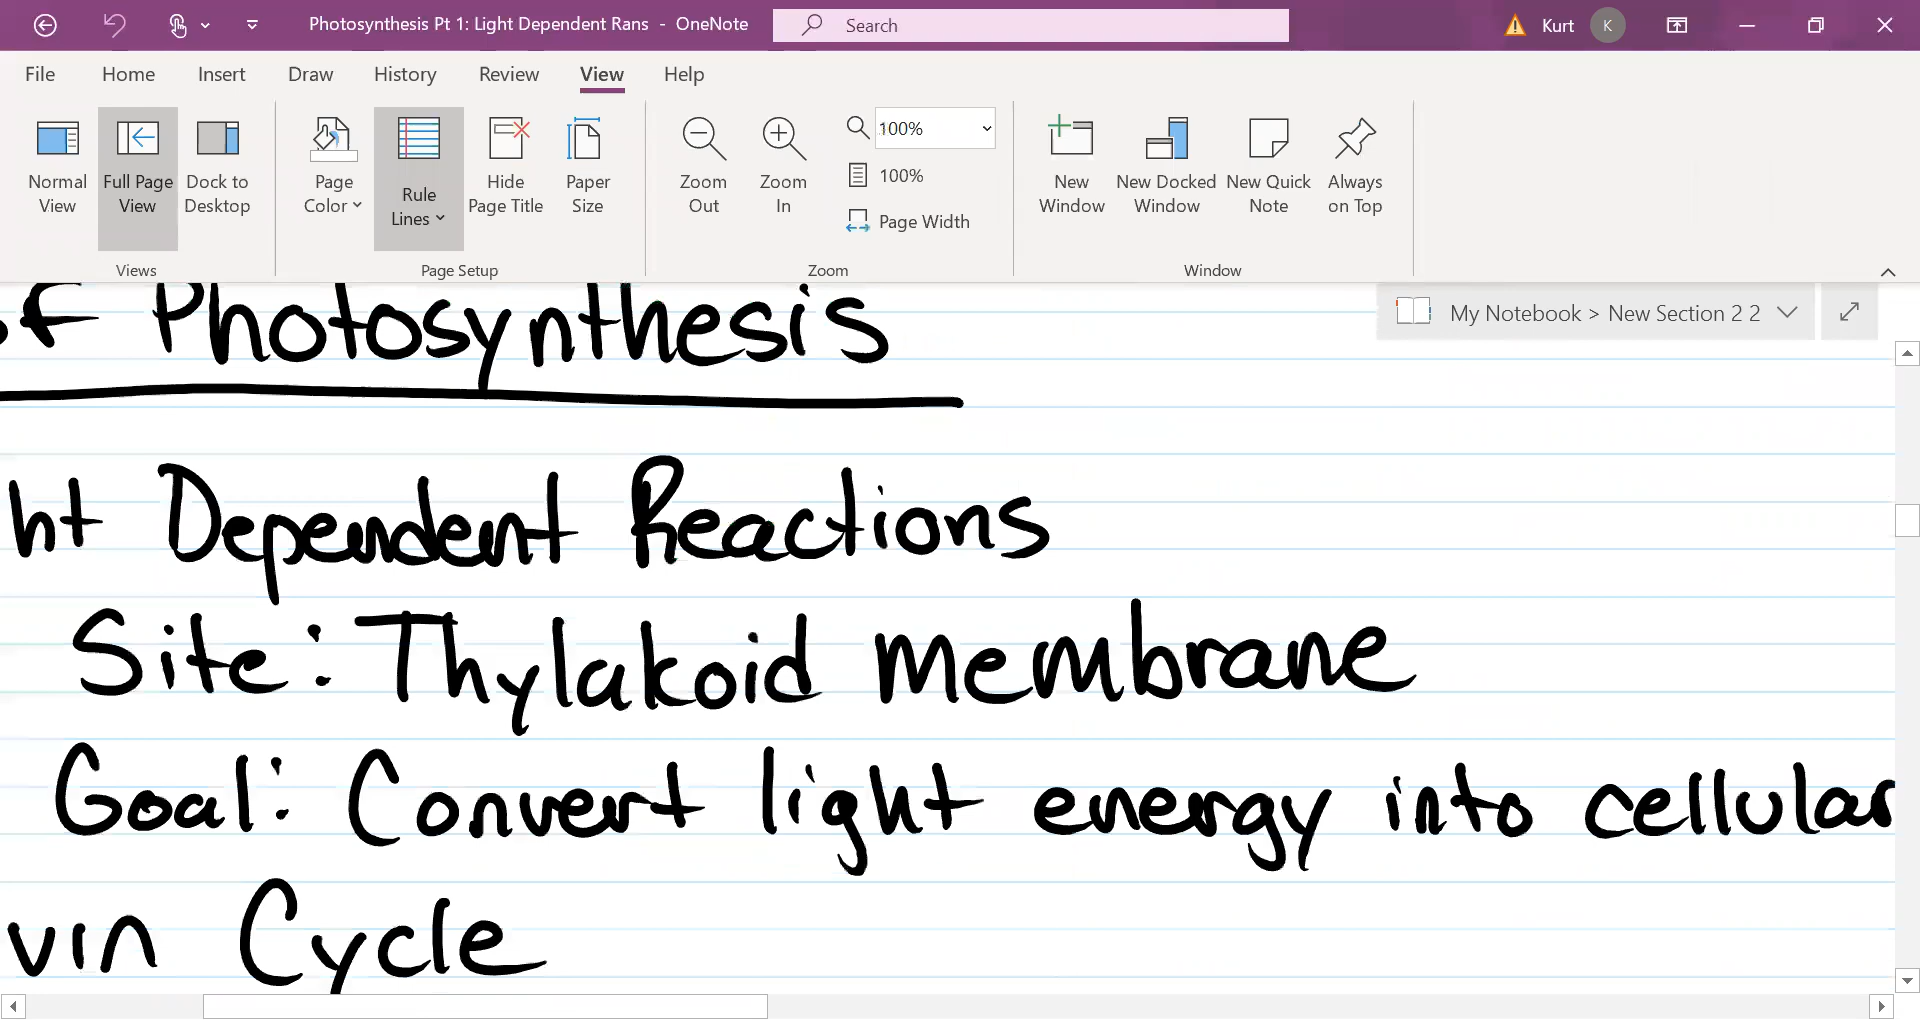 Photosynthesis Pt 1: Light Dependent Rans - OneNote
Search
Kurt
K
File Home Insert Draw History Review View Help
Normal View
Full Page View
Dock to Desktop
Page Color
Rule Lines
Hide Page Title
Paper Size
Zoom Out
Zoom In
100%
100%
Page Width
New Window
New Docked Window
New Quick Note
Always on Top
Views
Page Setup
Zoom
Window
My Notebook > New Section 2 2
of Photosynthesis
ht Dependent Reactions
Site: Thylakoid membrane
Goal: Convert light energy into cellular
vin Cycle